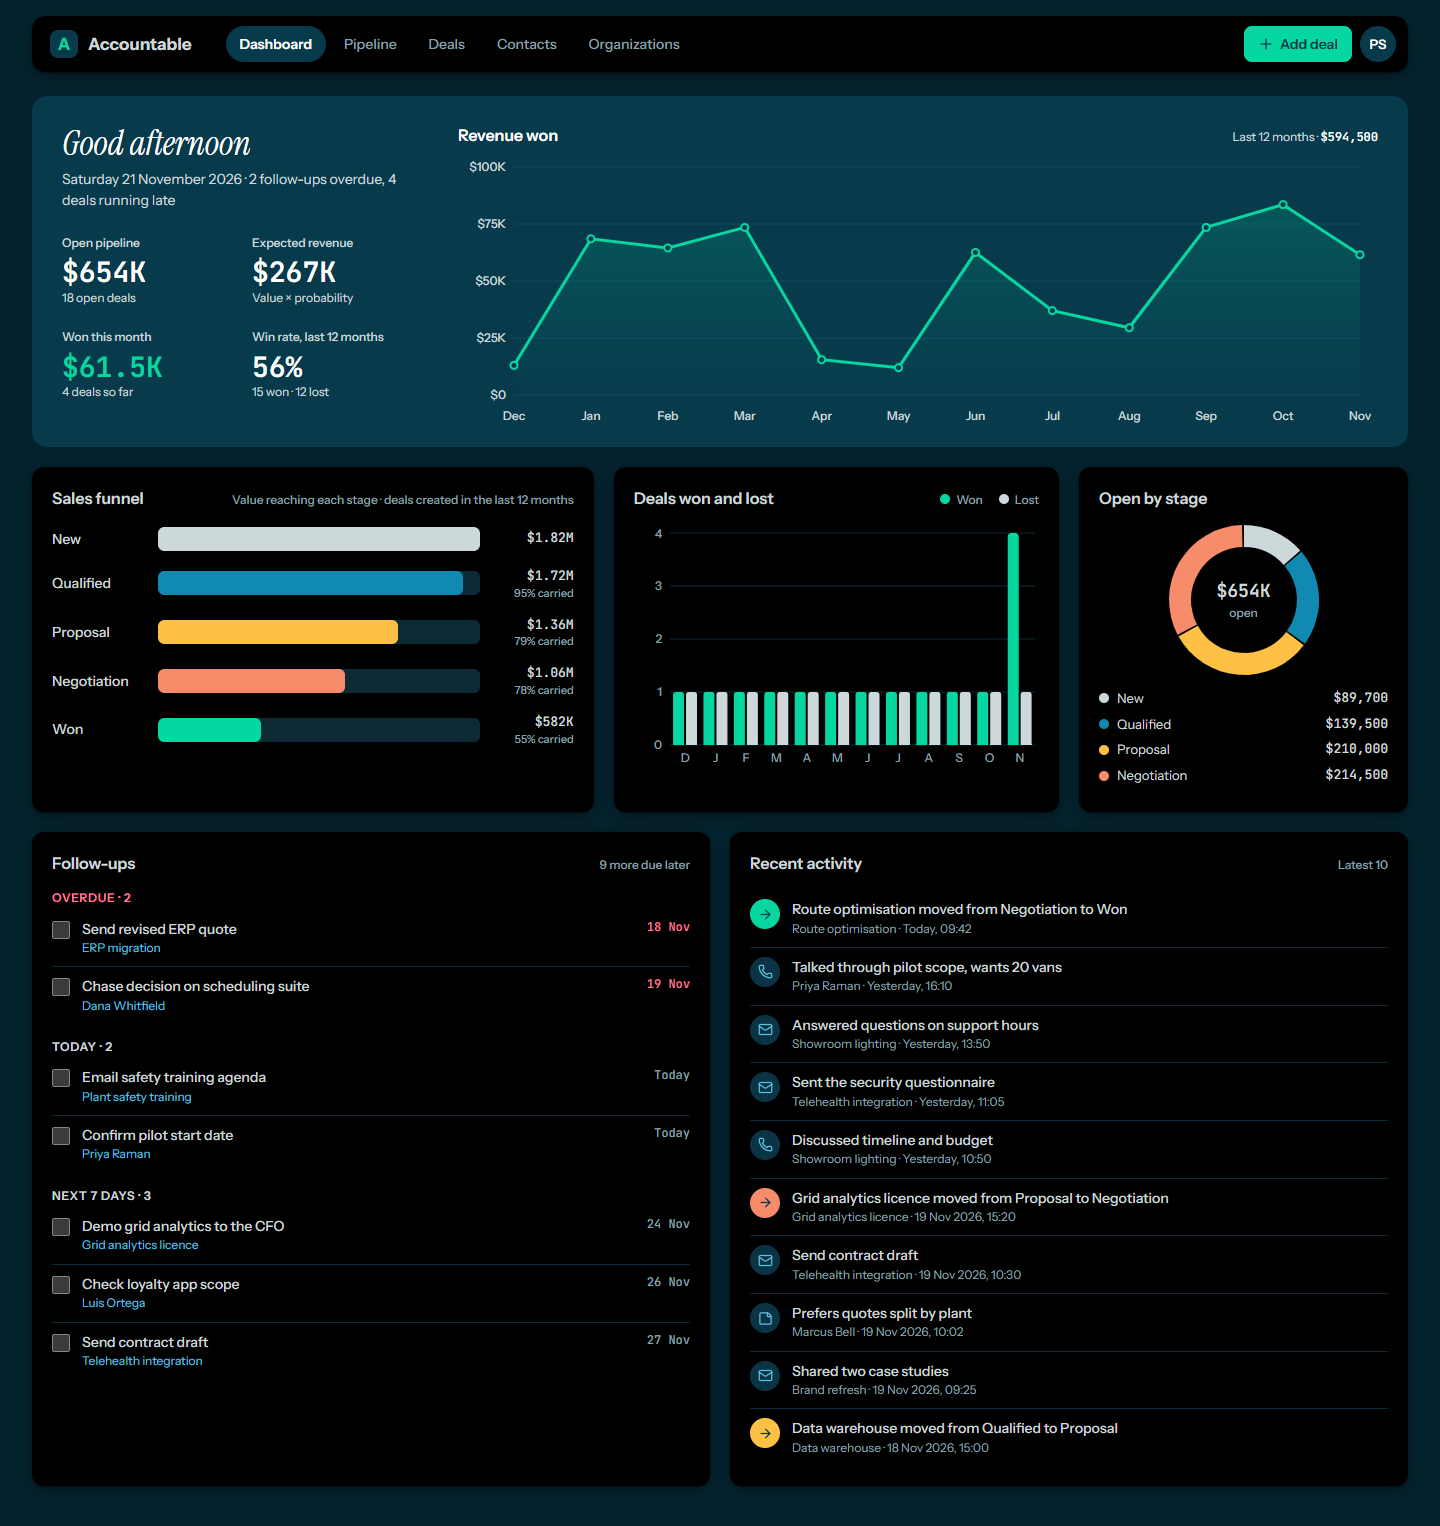 A Accountable Dashboard Pipeline Deals Contacts Organizations + Add deal PS
Good afternoon
Saturday 21 November 2026 · 2 follow-ups overdue, 4
deals running late
Open pipeline Expected revenue
$654K $267K
18 open deals Value × probability
Won this month Win rate, last 12 months
$61.5K 56%
4 deals so far 15 won · 12 lost
Revenue won Last 12 months · $594,500
$100K
$75K
$50K
$25K
$0
Dec Jan Feb Mar Apr May Jun Jul Aug Sep Oct Nov
Sales funnel Value reaching each stage · deals created in the last 12 months
New $1.82M
Qualified $1.72M
95% carried
Proposal $1.36M
79% carried
Negotiation $1.06M
78% carried
Won $582K
55% carried
Deals won and lost Won Lost
4
3
2
1
0
D J F M A M J J A S O N
Open by stage
$654K
open
New $89,700
Qualified $139,500
Proposal $210,000
Negotiation $214,500
Follow-ups 9 more due later
OVERDUE · 2
Send revised ERP quote 18 Nov
ERP migration
Chase decision on scheduling suite 19 Nov
Dana Whitfield
TODAY · 2
Email safety training agenda Today
Plant safety training
Confirm pilot start date Today
Priya Raman
NEXT 7 DAYS · 3
Demo grid analytics to the CFO 24 Nov
Grid analytics licence
Check loyalty app scope 26 Nov
Luis Ortega
Send contract draft 27 Nov
Telehealth integration
Recent activity Latest 10
Route optimisation moved from Negotiation to Won
Route optimisation · Today, 09:42
Talked through pilot scope, wants 20 vans
Priya Raman · Yesterday, 16:10
Answered questions on support hours
Showroom lighting · Yesterday, 13:50
Sent the security questionnaire
Telehealth integration · Yesterday, 11:05
Discussed timeline and budget
Showroom lighting · Yesterday, 10:50
Grid analytics licence moved from Proposal to Negotiation
Grid analytics licence · 19 Nov 2026, 15:20
Send contract draft
Telehealth integration · 19 Nov 2026, 10:30
Prefers quotes split by plant
Marcus Bell · 19 Nov 2026, 10:02
Shared two case studies
Brand refresh · 19 Nov 2026, 09:25
Data warehouse moved from Qualified to Proposal
Data warehouse · 18 Nov 2026, 15:00